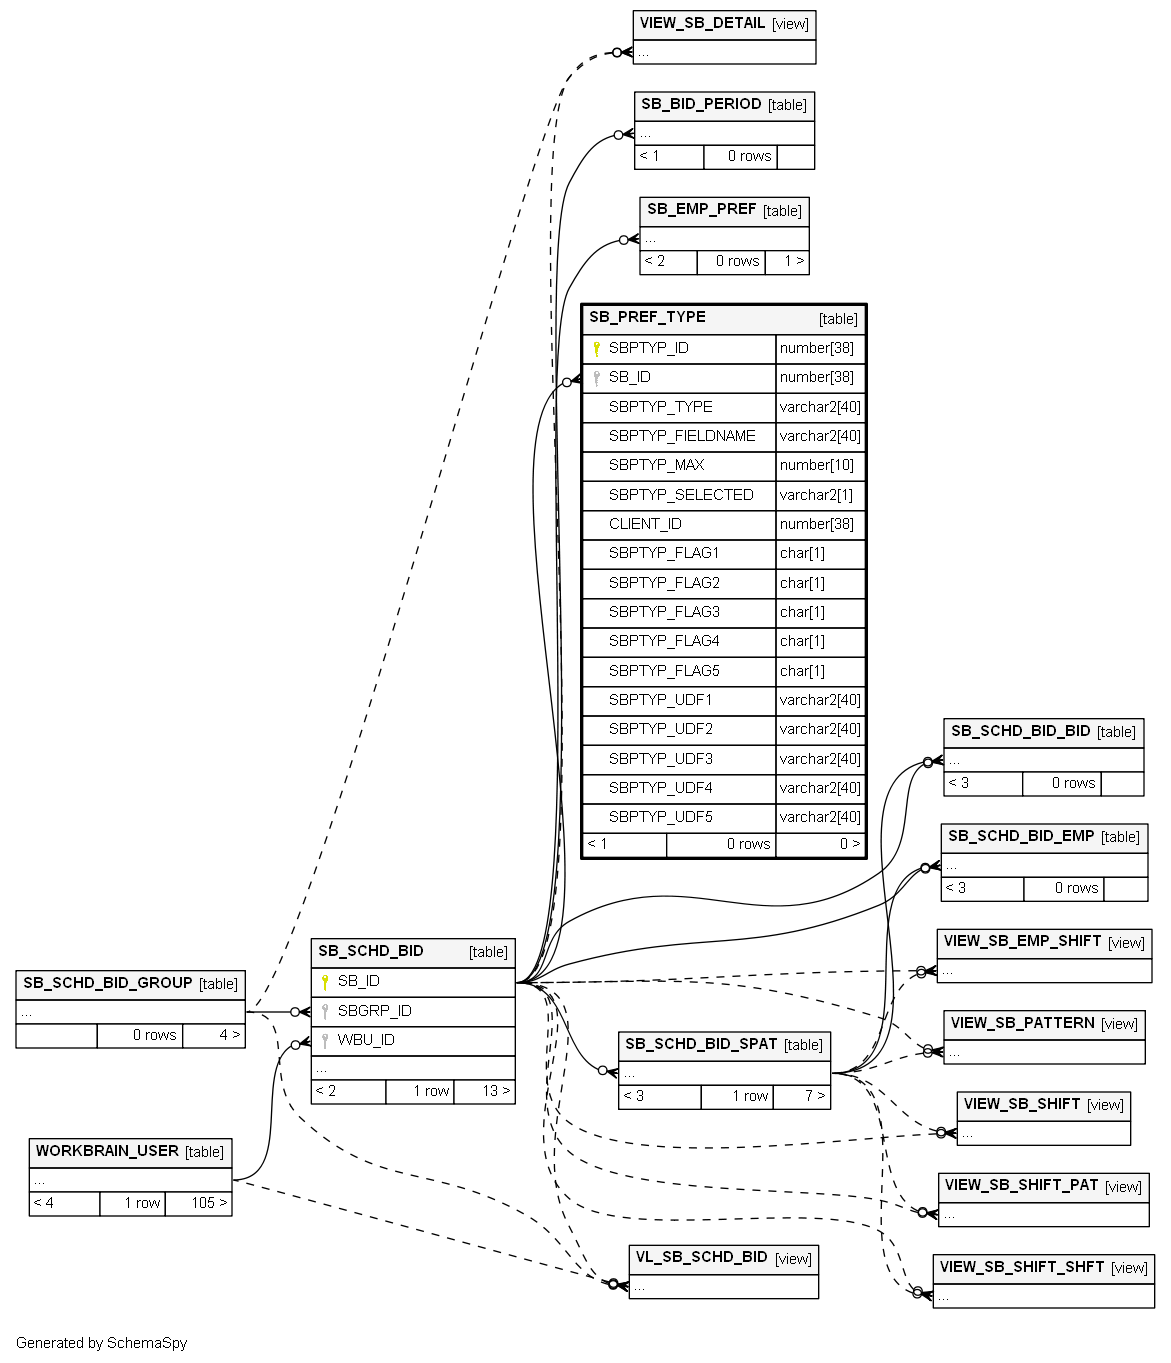 VIEW_SB_DETAIL [view]
...
SB_BID_PERIOD [table]
...
< 1 0 rows
SB_EMP_PREF [table]
...
< 2 0 rows 1 >
SB_PREF_TYPE [table]
SBPTYP_ID number[38]
SB_ID number[38]
SBPTYP_TYPE varchar2[40]
SBPTYP_FIELDNAME varchar2[40]
SBPTYP_MAX number[10]
SBPTYP_SELECTED varchar2[1]
CLIENT_ID number[38]
SBPTYP_FLAG1 char[1]
SBPTYP_FLAG2 char[1]
SBPTYP_FLAG3 char[1]
SBPTYP_FLAG4 char[1]
SBPTYP_FLAG5 char[1]
SBPTYP_UDF1 varchar2[40]
SBPTYP_UDF2 varchar2[40]
SBPTYP_UDF3 varchar2[40]
SBPTYP_UDF4 varchar2[40]
SBPTYP_UDF5 varchar2[40]
< 1 0 rows 0 >
SB_SCHD_BID_BID [table]
...
< 3 0 rows
SB_SCHD_BID_EMP [table]
...
< 3 0 rows
VIEW_SB_EMP_SHIFT [view]
...
SB_SCHD_BID [table]
SB_ID
SBGRP_ID
WBU_ID
...
< 2 1 row 13 >
SB_SCHD_BID_GROUP [table]
...
0 rows 4 >
VIEW_SB_PATTERN [view]
...
SB_SCHD_BID_SPAT [table]
...
< 3 1 row 7 >
VIEW_SB_SHIFT [view]
...
WORKBRAIN_USER [table]
...
< 4 1 row 105 >
VIEW_SB_SHIFT_PAT [view]
...
VL_SB_SCHD_BID [view]
...
VIEW_SB_SHIFT_SHFT [view]
...
Generated by SchemaSpy